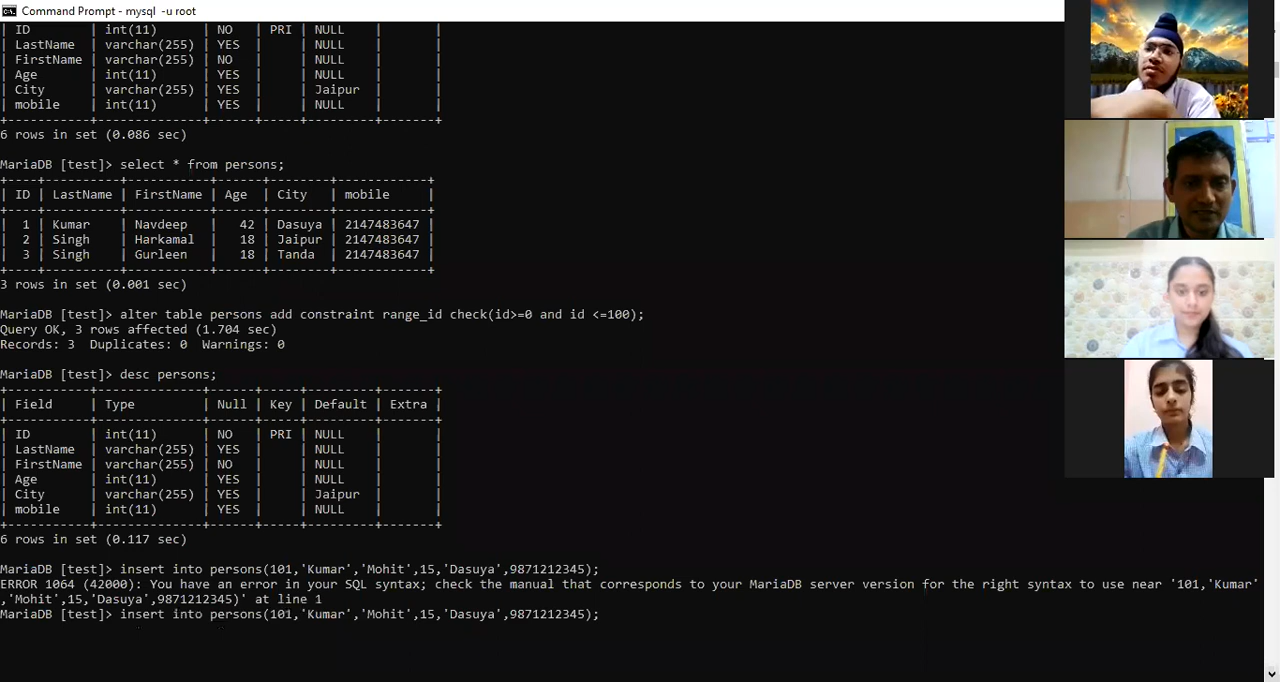 Command Prompt - mysql -u root
| ID | int(11) | NO | PRI | NULL | |
| LastName | varchar(255) | YES | | NULL | |
| FirstName | varchar(255) | NO | | NULL | |
| Age | int(11) | YES | | NULL | |
| City | varchar(255) | YES | | Jaipur | |
| mobile | int(11) | YES | | NULL | |
+-----------+--------------+------+-----+---------+-------+
6 rows in set (0.086 sec)
MariaDB [test]> select * from persons;
+----+----------+-----------+------+--------+------------+
| ID | LastName | FirstName | Age | City | mobile |
+----+----------+-----------+------+--------+------------+
| 1 | Kumar | Navdeep | 42 | Dasuya | 2147483647 |
| 2 | Singh | Harkamal | 18 | Jaipur | 2147483647 |
| 3 | Singh | Gurleen | 18 | Tanda | 2147483647 |
+----+----------+-----------+------+--------+------------+
3 rows in set (0.001 sec)
MariaDB [test]> alter table persons add constraint range_id check(id>=0 and id <=100);
Query OK, 3 rows affected (1.704 sec)
Records: 3  Duplicates: 0  Warnings: 0
MariaDB [test]> desc persons;
+-----------+--------------+------+-----+---------+-------+
| Field | Type | Null | Key | Default | Extra |
+-----------+--------------+------+-----+---------+-------+
| ID | int(11) | NO | PRI | NULL | |
| LastName | varchar(255) | YES | | NULL | |
| FirstName | varchar(255) | NO | | NULL | |
| Age | int(11) | YES | | NULL | |
| City | varchar(255) | YES | | Jaipur | |
| mobile | int(11) | YES | | NULL | |
+-----------+--------------+------+-----+---------+-------+
6 rows in set (0.117 sec)
MariaDB [test]> insert into persons(101,'Kumar','Mohit',15,'Dasuya',9871212345);
ERROR 1064 (42000): You have an error in your SQL syntax; check the manual that corresponds to your MariaDB server version for the right syntax to use near '101,'Kumar'
,'Mohit',15,'Dasuya',9871212345)' at line 1
MariaDB [test]> insert into persons(101,'Kumar','Mohit',15,'Dasuya',9871212345);